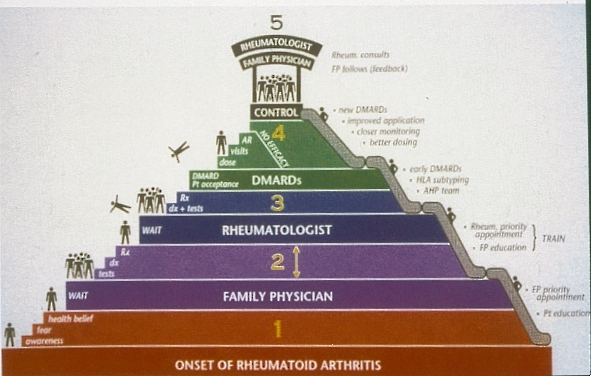 5
RHEUMATOLOGIST
FAMILY PHYSICIAN
Rheum. consults
FP follows (feedback)
CONTROL
• new DMARDs
• improved application
• closer monitoring
• better dosing
4
NO EFFICACY
AR
visits
dose
DMARD
Pt acceptance
DMARDs
• early DMARDs
• HLA subtyping
• AHP team
Rx
dx + tests
3
WAIT
RHEUMATOLOGIST
• Rheum, priority
appointment
• FP education
TRAIN
Rx
dx
tests
2
WAIT
FAMILY PHYSICIAN
• FP priority
appointment
• Pt education
health belief
fear
awareness
1
ONSET OF RHEUMATOID ARTHRITIS